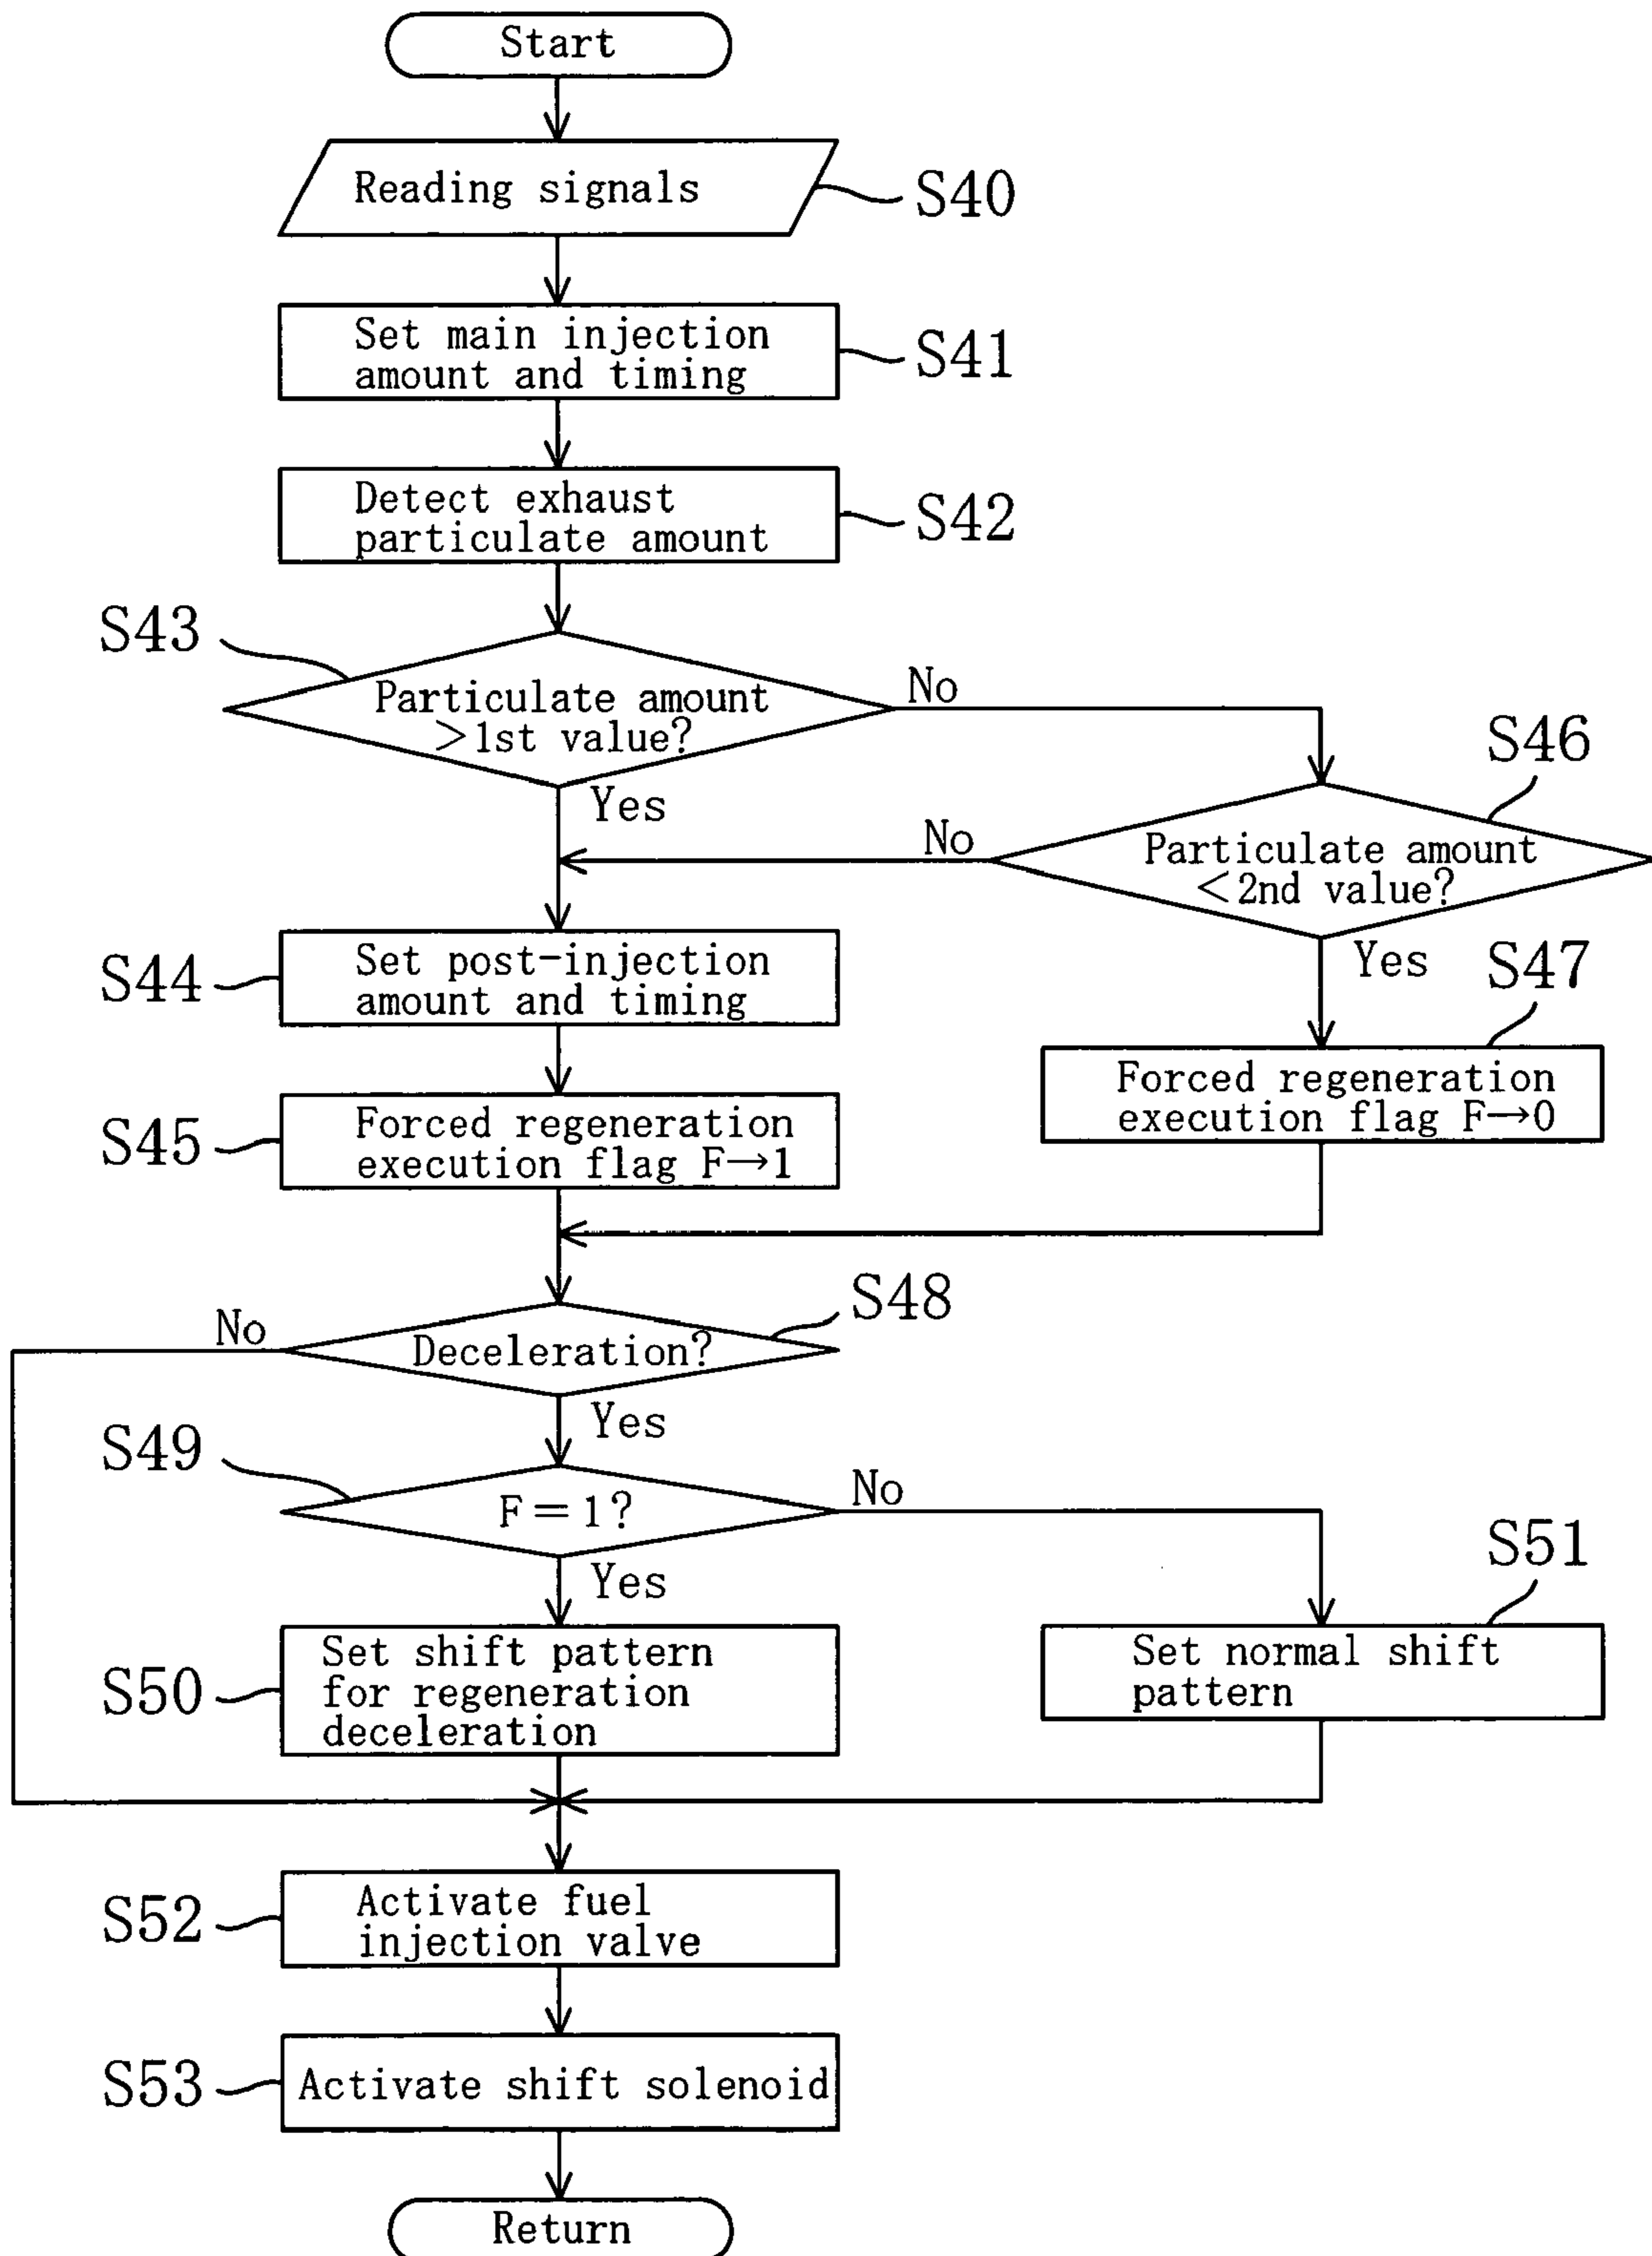 Start
Reading signals
S40
Set main injection
amount and timing
S41
Detect exhaust
particulate amount
S42
S43
Particulate amount
>1st value?
No
Yes
S46
Particulate amount
<2nd value?
No
Yes
S44
Set post-injection
amount and timing
S47
Forced regeneration
execution flag F→0
S45
Forced regeneration
execution flag F→1
S48
Deceleration?
No
Yes
S49
F=1?
No
Yes
S50
Set shift pattern
for regeneration
deceleration
S51
Set normal shift
pattern
S52
Activate fuel
injection valve
S53
Activate shift solenoid
Return